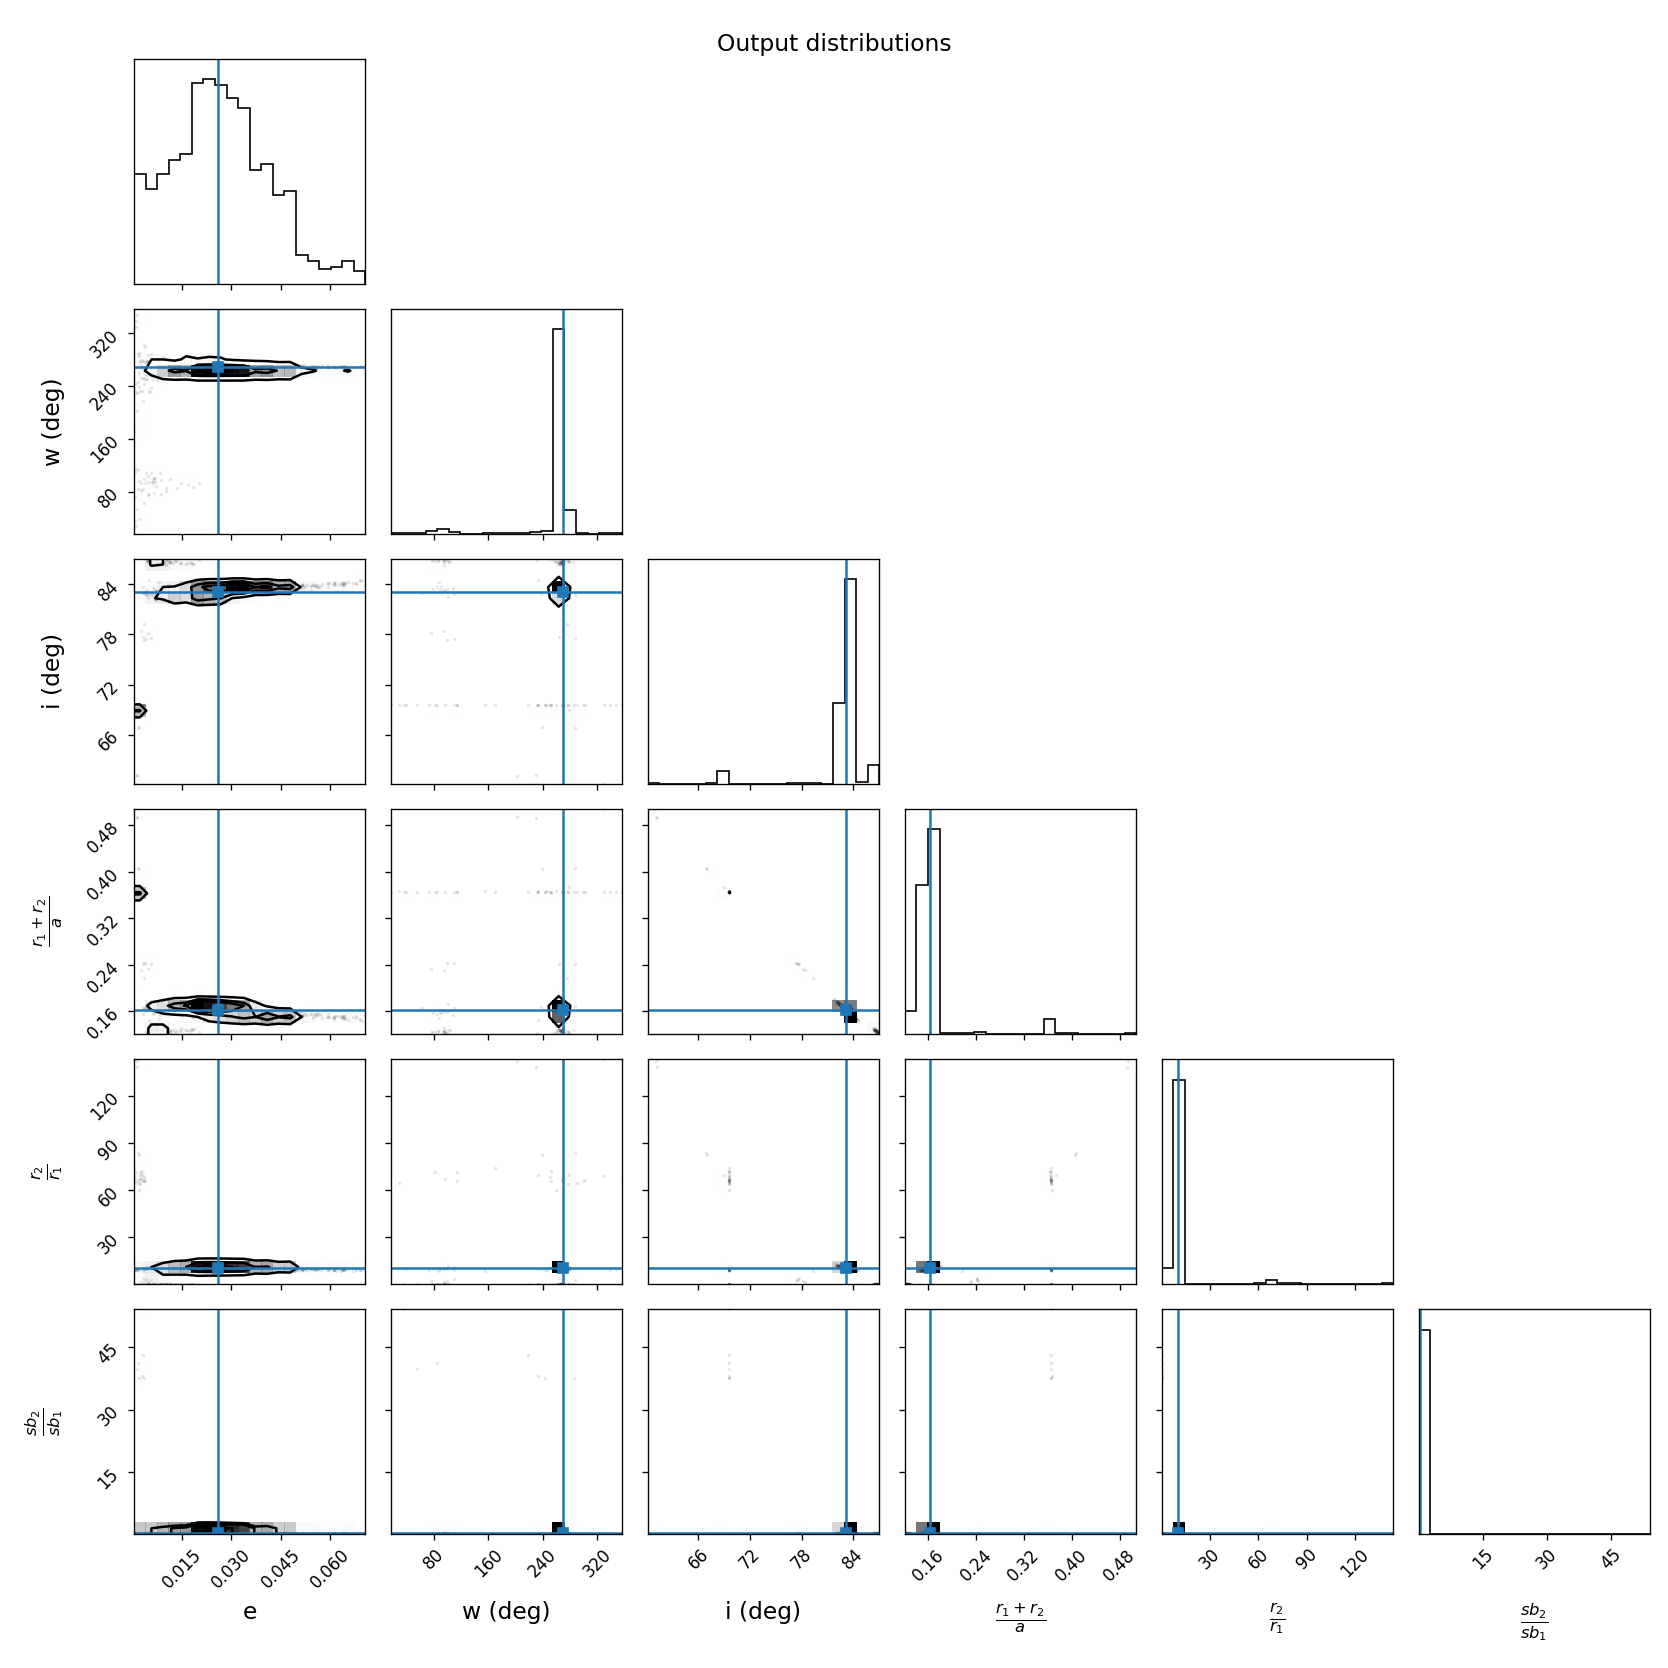 Output distributions
w (deg)
320
240
160
80
i (deg)
84
78
72
66
r₁ + r₂
a
0.48
0.40
0.32
0.24
0.16
r₂
r₁
120
90
60
30
sb₂
sb₁
45
30
15
0.015 0.030 0.045 0.060 80 160 240 320 66 72 78 84 0.16 0.24 0.32 0.40 0.48 30 60 90 120 15 30 45
e w (deg) i (deg)
r₁ + r₂
a
r₂
r₁
sb₂
sb₁